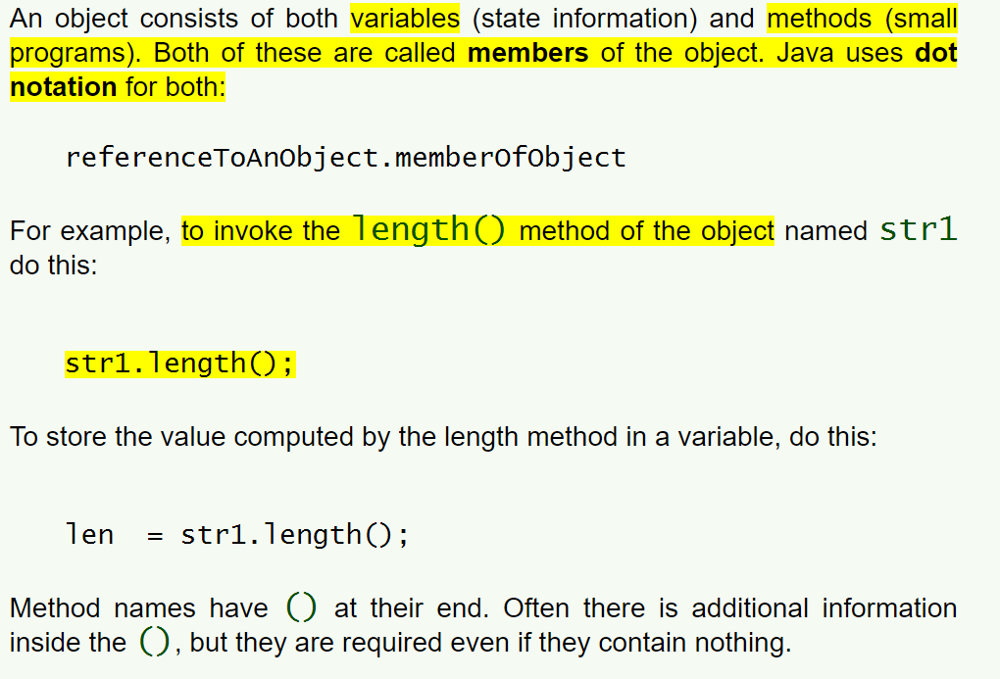 An object consists of both variables (state information) and methods (small
programs). Both of these are called members of the object. Java uses dot
notation for both:
referenceToAnObject.memberOfObject
For example, to invoke the length() method of the object named str1
do this:
str1.length();
To store the value computed by the length method in a variable, do this:
len  = str1.length();
Method names have () at their end. Often there is additional information
inside the (), but they are required even if they contain nothing.